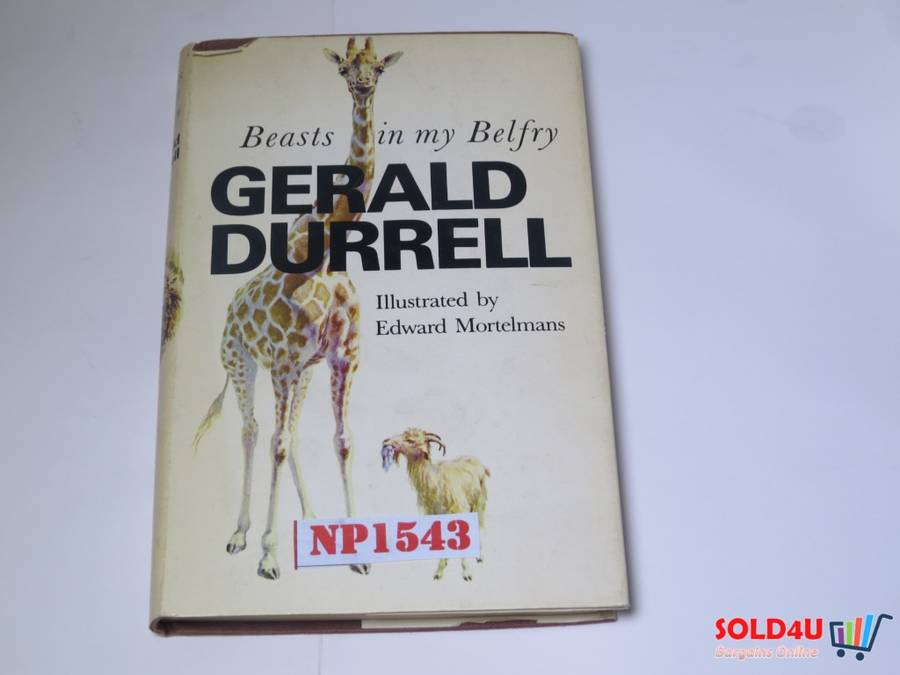 Beasts in my Belfry
GERALD
DURRELL
Illustrated by
Edward Mortelmans
NP1543
SOLD4U
Bargains Online